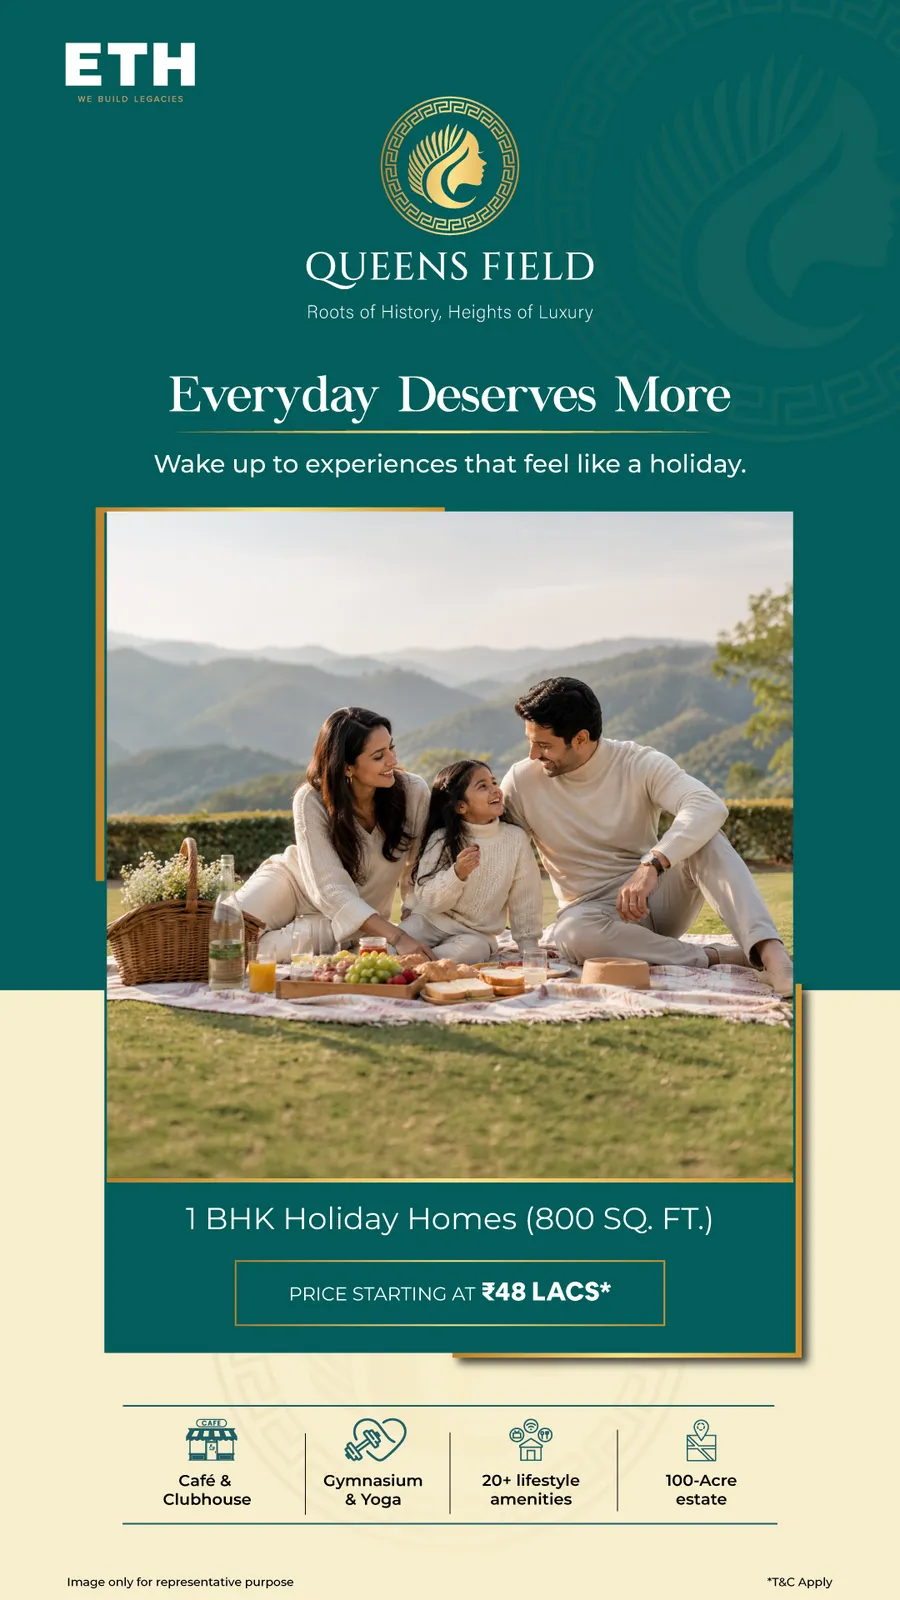 ETH
WE BUILD LEGACIES
QUEENS FIELD
Roots of History, Heights of Luxury
Everyday Deserves More
Wake up to experiences that feel like a holiday.
1 BHK Holiday Homes (800 SQ. FT.)
PRICE STARTING AT ₹48 LACS*
CAFE
Café &
Clubhouse
Gymnasium
& Yoga
20+ lifestyle
amenities
100-Acre
estate
Image only for representative purpose
*T&C Apply